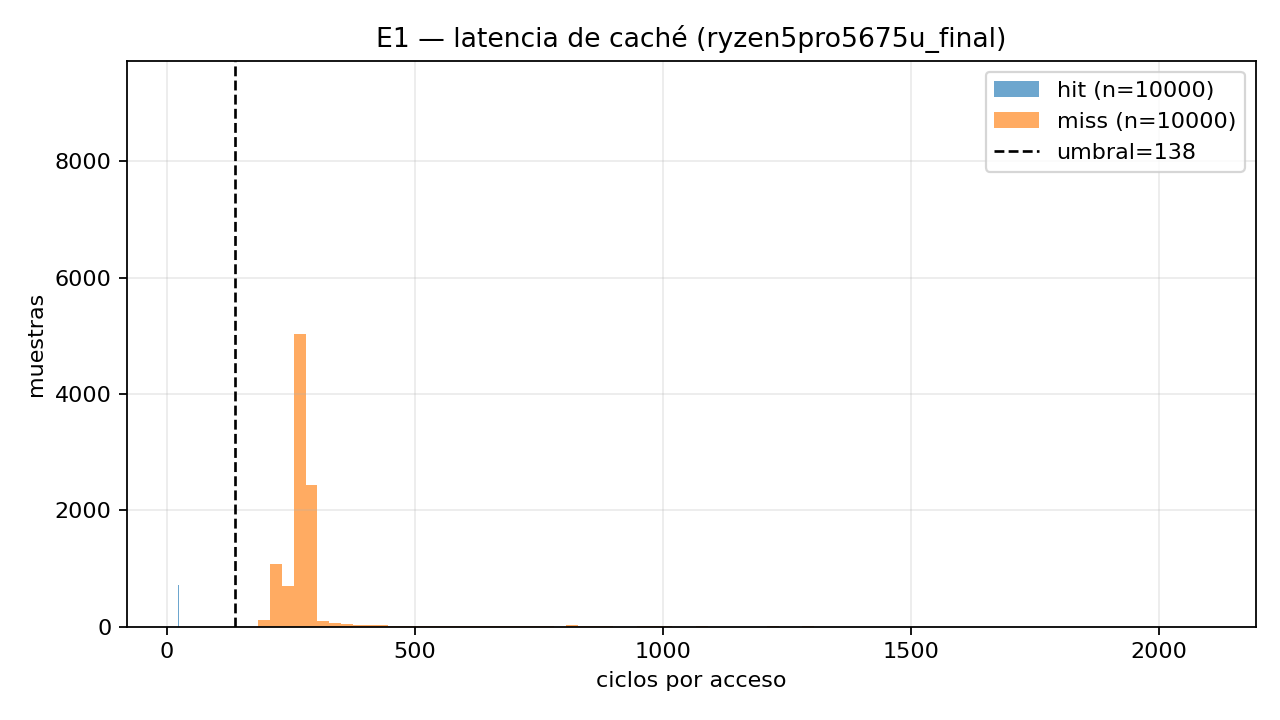 E1 — latencia de caché (ryzen5pro5675u_final)
hit (n=10000)
miss (n=10000)
umbral=138
8000
6000
4000
2000
0
muestras
0 500 1000 1500 2000
ciclos por acceso